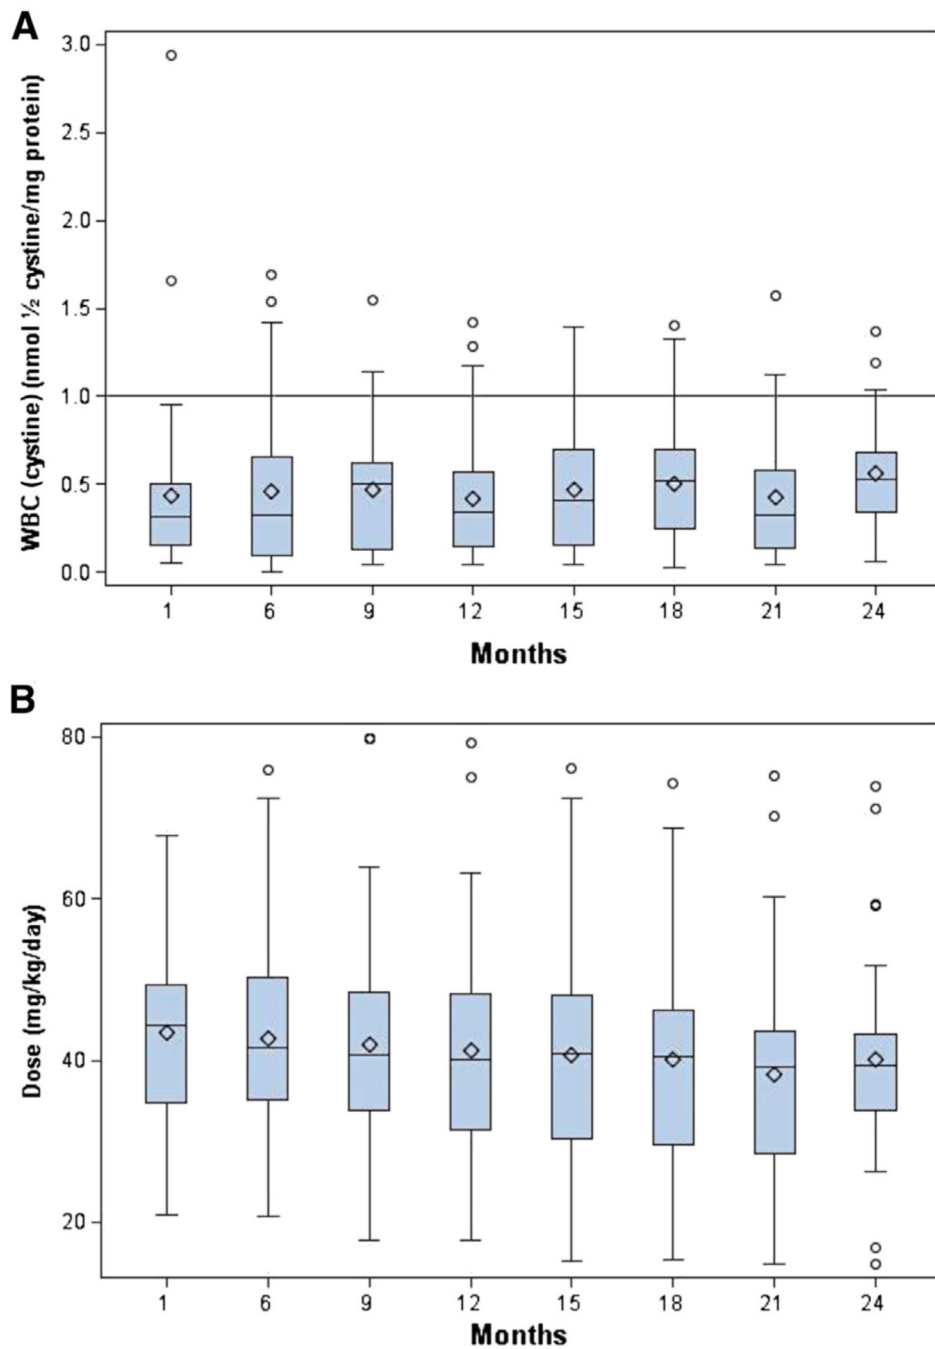 A
WBC (cystine) (nmol ½ cystine/mg protein)
3.0
2.5
2.0
1.5
1.0
0.5
0.0
1 6 9 12 15 18 21 24
Months
B
Dose (mg/kg/day)
80
60
40
20
1 6 9 12 15 18 21 24
Months